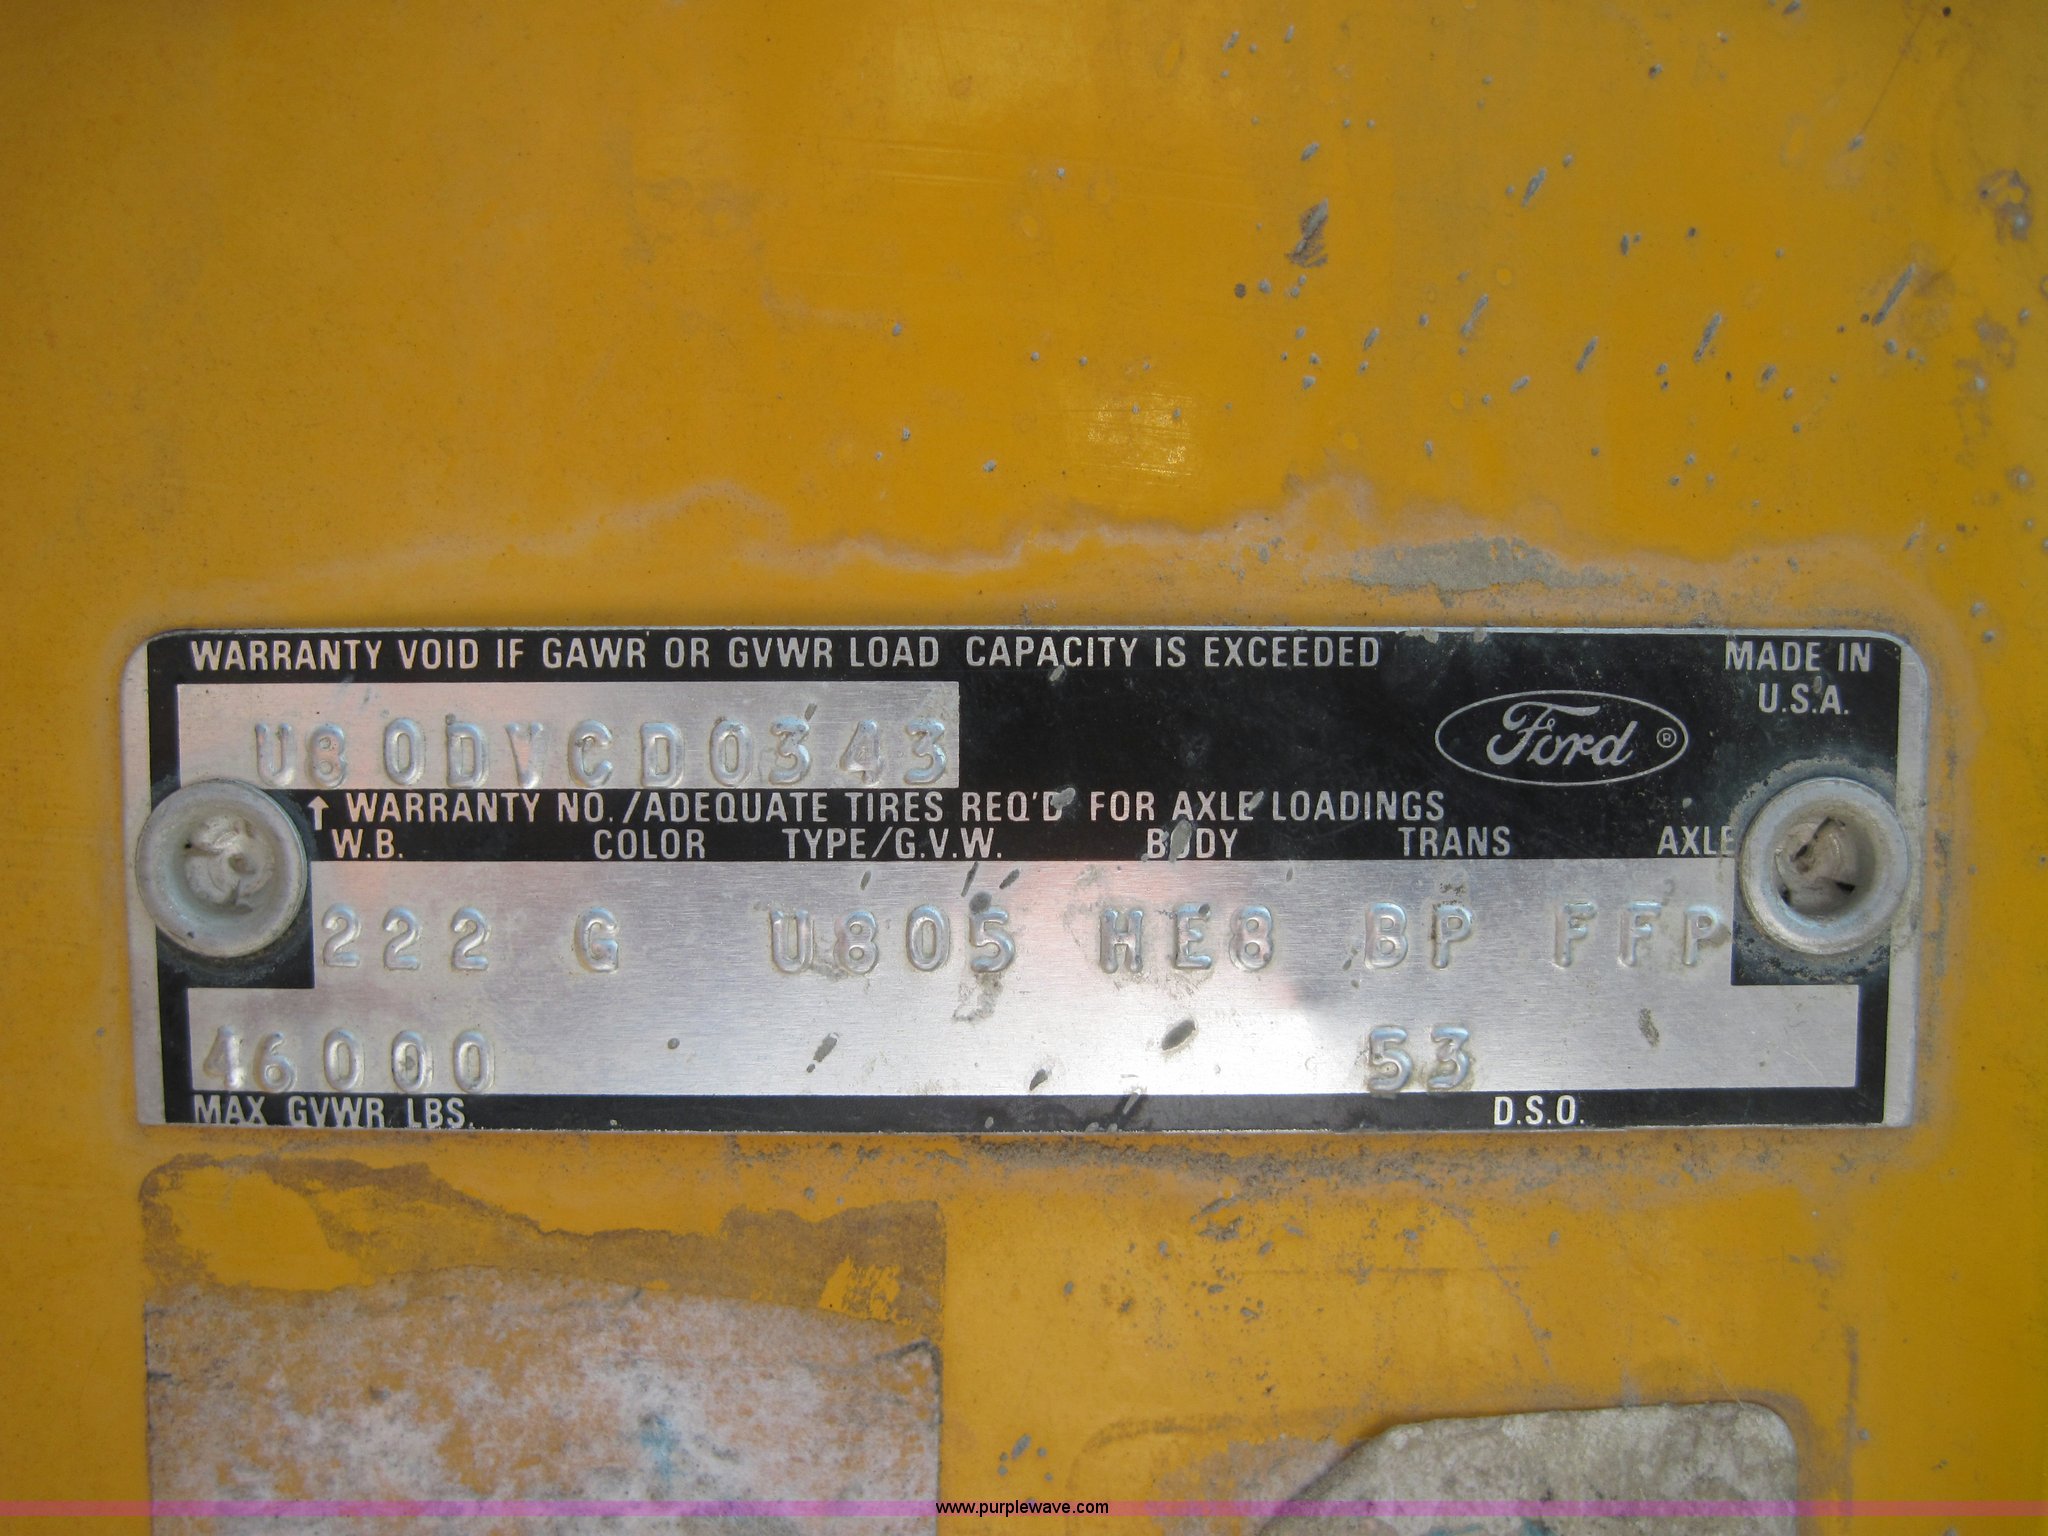 WARRANTY VOID IF GAWR OR GVWR LOAD CAPACITY IS EXCEEDED
MADE IN
U.S.A.
U80DVCD0343
Ford ®
↑ WARRANTY NO./ADEQUATE TIRES REQ'D FOR AXLE LOADINGS
W.B. COLOR TYPE/G.V.W. BODY TRANS AXLE
222 G U805 HE8 BP FFP
46000 53
MAX GVWR LBS. D.S.O.
www.purplewave.com